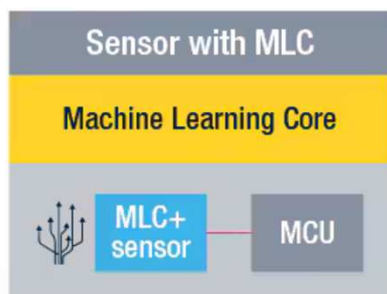 Sensor with MLC
Machine Learning Core
MLC+
sensor
MCU